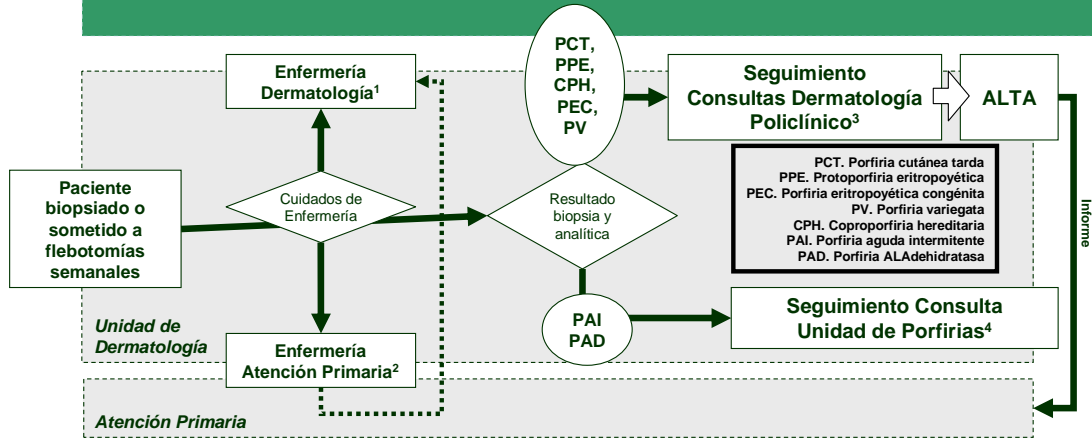 Enfermería
Dermatología¹
PCT,
PPE,
CPH,
PEC,
PV
Seguimiento
Consultas Dermatología
Policlínico³
ALTA
Paciente
biopsiado o
sometido a
flebotomías
semanales
Cuidados de
Enfermería
Resultado
biopsia y
analítica
PCT. Porfiria cutánea tarda
PPE. Protoporfiria eritropoyética
PEC. Porfiria eritropoyética congénita
PV. Porfiria variegata
CPH. Coproporfiria hereditaria
PAI. Porfiria aguda intermitente
PAD. Porfiria ALAdehidratasa
Informe
PAI
PAD
Seguimiento Consulta
Unidad de Porfirias⁴
Unidad de
Dermatología
Enfermería
Atención Primaria²
Atención Primaria